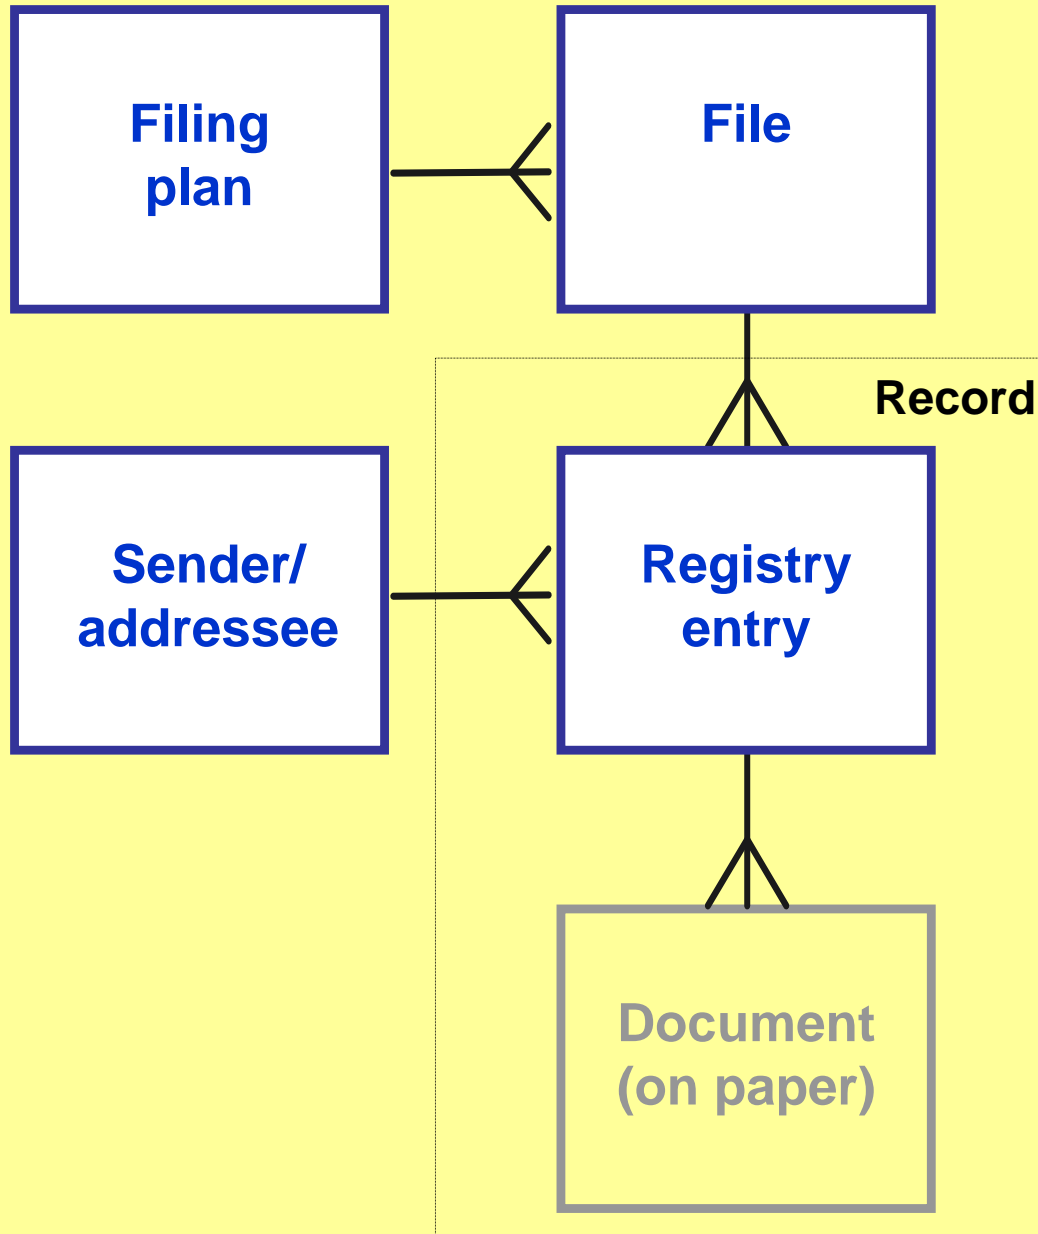 Filing
plan
File
Record
Sender/
addressee
Registry
entry
Document
(on paper)